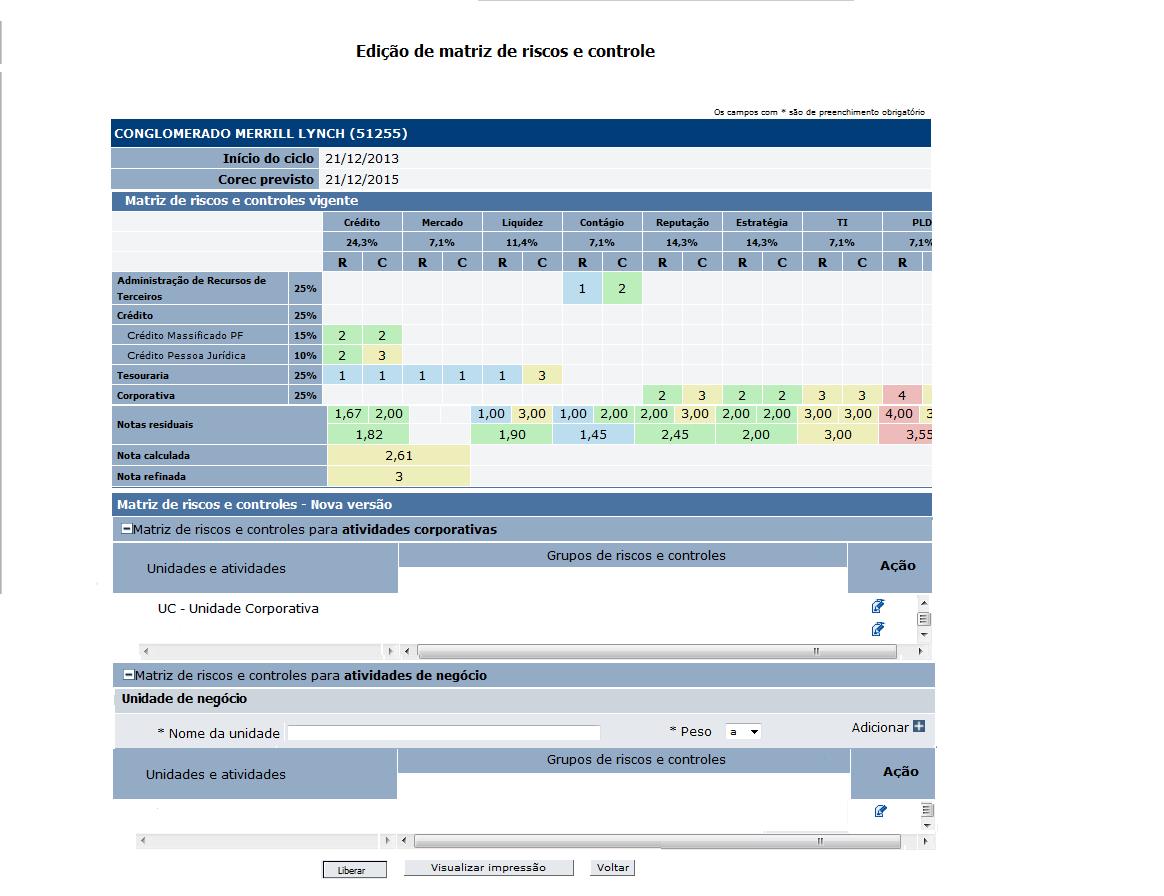 Edição de matriz de riscos e controle
Os campos com * são de preenchimento obrigatório
CONGLOMERADO MERRILL LYNCH (51255)
Início do ciclo 21/12/2013
Corec previsto 21/12/2015
Matriz de riscos e controles vigente
Crédito Mercado Liquidez Contágio Reputação Estratégia TI PLD
24,3% 7,1% 11,4% 7,1% 14,3% 14,3% 7,1% 7,1%
R C R C R C R C R C R C R C R
Administração de Recursos de
Terceiros 25% 1 2
Crédito 25%
Crédito Massificado PF 15% 2 2
Crédito Pessoa Jurídica 10% 2 3
Tesouraria 25% 1 1 1 1 1 3
Corporativa 25% 2 3 2 2 3 3 4
Notas residuais 1,67 2,00 1,00 3,00 1,00 2,00 2,00 3,00 2,00 2,00 3,00 3,00 4,00 3
1,82 1,90 1,45 2,45 2,00 3,00 3,55
Nota calculada 2,61
Nota refinada 3
Matriz de riscos e controles - Nova versão
Matriz de riscos e controles para atividades corporativas
Unidades e atividades Grupos de riscos e controles Ação
UC - Unidade Corporativa
Matriz de riscos e controles para atividades de negócio
Unidade de negócio
* Nome da unidade * Peso a Adicionar
Unidades e atividades Grupos de riscos e controles Ação
Liberar Visualizar impressão Voltar